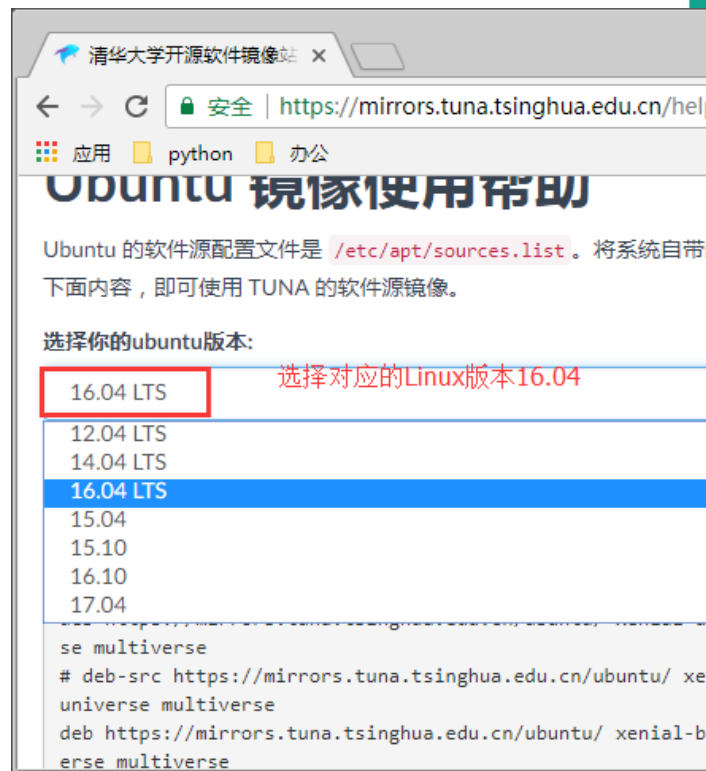 清华大学开源软件镜像站
安全 | https://mirrors.tuna.tsinghua.edu.cn/hel
应用 python 办公
Ubuntu 镜像使用帮助
Ubuntu 的软件源配置文件是 /etc/apt/sources.list。将系统自带
下面内容，即可使用 TUNA 的软件源镜像。
选择你的ubuntu版本:
16.04 LTS
选择对应的Linux版本16.04
12.04 LTS
14.04 LTS
16.04 LTS
15.04
15.10
16.10
17.04
se multiverse
# deb-src https://mirrors.tuna.tsinghua.edu.cn/ubuntu/ xe
universe multiverse
deb https://mirrors.tuna.tsinghua.edu.cn/ubuntu/ xenial-b
erse multiverse